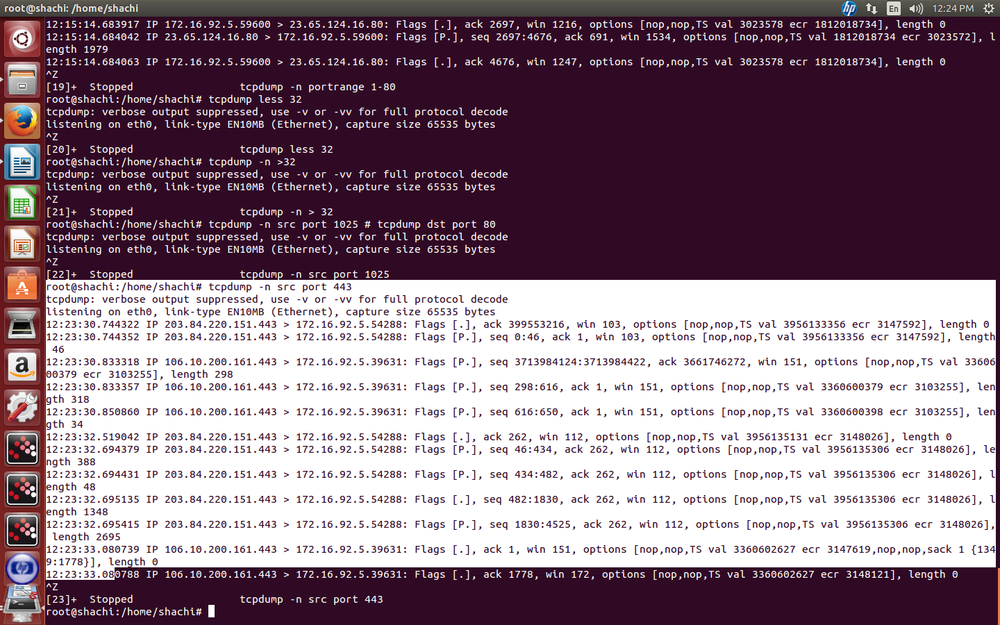 root@shachi: /home/shachi
hp
En
12:24 PM
12:15:14.683917 IP 172.16.92.5.59600 > 23.65.124.16.80: Flags [.], ack 2697, win 1216, options [nop,nop,TS val 3023578 ecr 1812018734], length 0
12:15:14.684042 IP 23.65.124.16.80 > 172.16.92.5.59600: Flags [P.], seq 2697:4676, ack 691, win 1534, options [nop,nop,TS val 1812018734 ecr 3023572], l
ength 1979
12:15:14.684063 IP 172.16.92.5.59600 > 23.65.124.16.80: Flags [.], ack 4676, win 1247, options [nop,nop,TS val 3023578 ecr 1812018734], length 0
^Z
[19]+  Stopped                 tcpdump -n portrange 1-80
root@shachi:/home/shachi# tcpdump less 32
tcpdump: verbose output suppressed, use -v or -vv for full protocol decode
listening on eth0, link-type EN10MB (Ethernet), capture size 65535 bytes
^Z
[20]+  Stopped                 tcpdump less 32
root@shachi:/home/shachi# tcpdump -n >32
tcpdump: verbose output suppressed, use -v or -vv for full protocol decode
listening on eth0, link-type EN10MB (Ethernet), capture size 65535 bytes
^Z
[21]+  Stopped                 tcpdump -n > 32
root@shachi:/home/shachi# tcpdump -n src port 1025 # tcpdump dst port 80
tcpdump: verbose output suppressed, use -v or -vv for full protocol decode
listening on eth0, link-type EN10MB (Ethernet), capture size 65535 bytes
^Z
[22]+  Stopped                 tcpdump -n src port 1025
root@shachi:/home/shachi# tcpdump -n src port 443
tcpdump: verbose output suppressed, use -v or -vv for full protocol decode
listening on eth0, link-type EN10MB (Ethernet), capture size 65535 bytes
12:23:30.744322 IP 203.84.220.151.443 > 172.16.92.5.54288: Flags [.], ack 399553216, win 103, options [nop,nop,TS val 3956133356 ecr 3147592], length 0
12:23:30.744352 IP 203.84.220.151.443 > 172.16.92.5.54288: Flags [P.], seq 0:46, ack 1, win 103, options [nop,nop,TS val 3956133356 ecr 3147592], length
 46
12:23:30.833318 IP 106.10.200.161.443 > 172.16.92.5.39631: Flags [P.], seq 3713984124:3713984422, ack 3661746272, win 151, options [nop,nop,TS val 33606
00379 ecr 3103255], length 298
12:23:30.833357 IP 106.10.200.161.443 > 172.16.92.5.39631: Flags [P.], seq 298:616, ack 1, win 151, options [nop,nop,TS val 3360600379 ecr 3103255], len
gth 318
12:23:30.850860 IP 106.10.200.161.443 > 172.16.92.5.39631: Flags [P.], seq 616:650, ack 1, win 151, options [nop,nop,TS val 3360600398 ecr 3103255], len
gth 34
12:23:32.519042 IP 203.84.220.151.443 > 172.16.92.5.54288: Flags [.], ack 262, win 112, options [nop,nop,TS val 3956135131 ecr 3148026], length 0
12:23:32.694379 IP 203.84.220.151.443 > 172.16.92.5.54288: Flags [P.], seq 46:434, ack 262, win 112, options [nop,nop,TS val 3956135306 ecr 3148026], le
ngth 388
12:23:32.694431 IP 203.84.220.151.443 > 172.16.92.5.54288: Flags [P.], seq 434:482, ack 262, win 112, options [nop,nop,TS val 3956135306 ecr 3148026], l
ength 48
12:23:32.695135 IP 203.84.220.151.443 > 172.16.92.5.54288: Flags [.], seq 482:1830, ack 262, win 112, options [nop,nop,TS val 3956135306 ecr 3148026], l
ength 1348
12:23:32.695415 IP 203.84.220.151.443 > 172.16.92.5.54288: Flags [P.], seq 1830:4525, ack 262, win 112, options [nop,nop,TS val 3956135306 ecr 3148026],
 length 2695
12:23:33.080739 IP 106.10.200.161.443 > 172.16.92.5.39631: Flags [.], ack 1, win 151, options [nop,nop,TS val 3360602627 ecr 3147619,nop,nop,sack 1 {134
9:1778}], length 0
12:23:33.080788 IP 106.10.200.161.443 > 172.16.92.5.39631: Flags [.], ack 1778, win 172, options [nop,nop,TS val 3360602627 ecr 3148121], length 0
^Z
[23]+  Stopped                 tcpdump -n src port 443
root@shachi:/home/shachi#